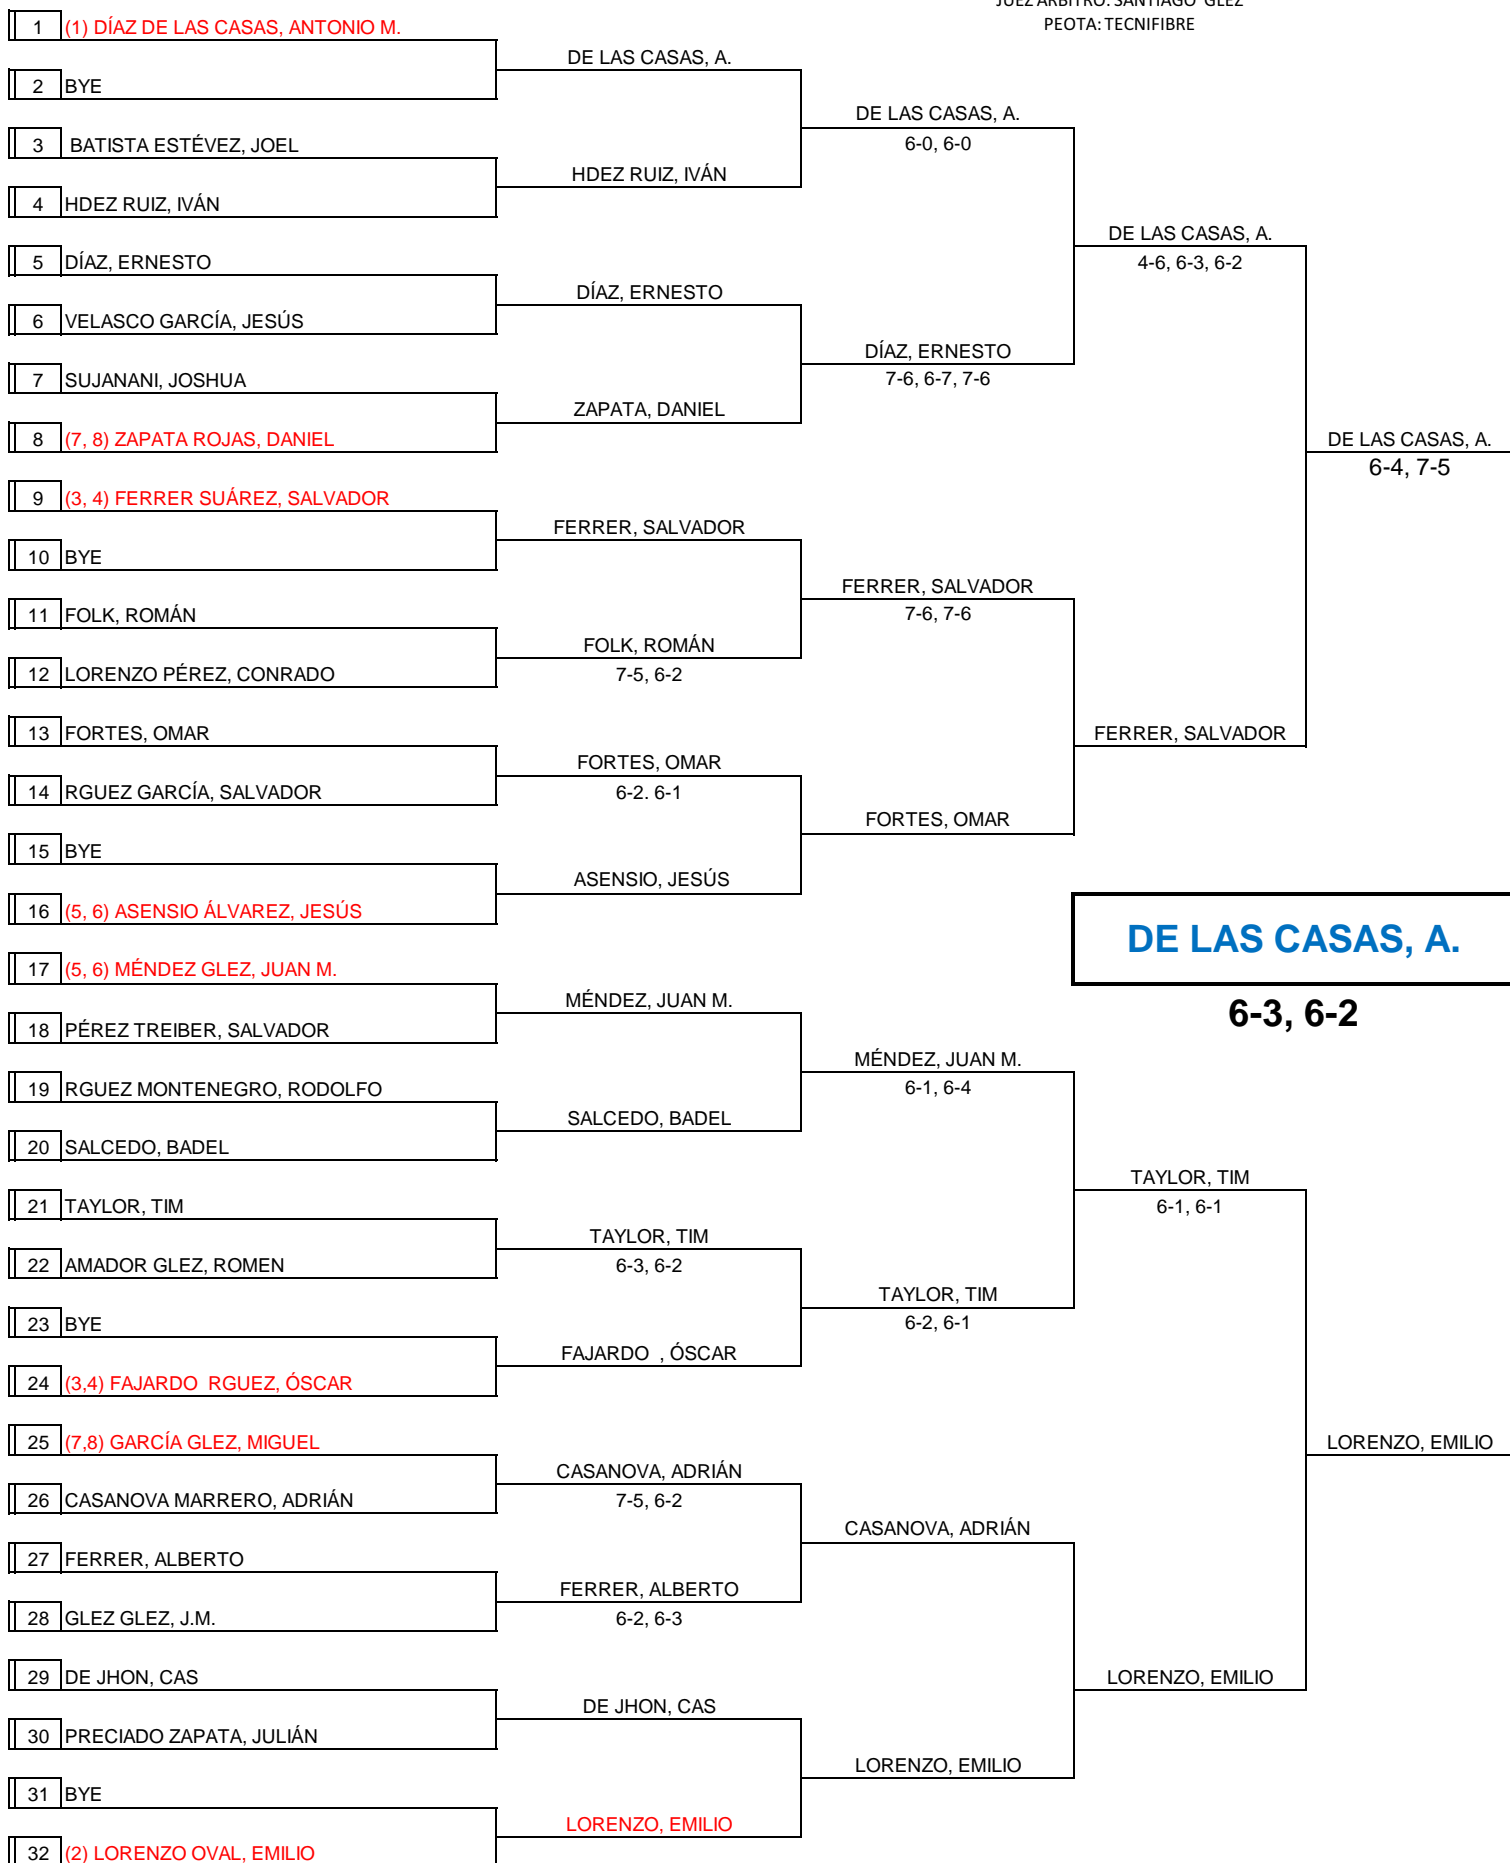 JUEZ ÁRBITRO: SANTIAGO GLEZ
PEOTA: TECNIFIBRE
1 (1) DÍAZ DE LAS CASAS, ANTONIO M.
DE LAS CASAS, A.
2 BYE
DE LAS CASAS, A.
6-0, 6-0
3 BATISTA ESTÉVEZ, JOEL
HDEZ RUIZ, IVÁN
4 HDEZ RUIZ, IVÁN
DE LAS CASAS, A.
4-6, 6-3, 6-2
5 DÍAZ, ERNESTO
DÍAZ, ERNESTO
6 VELASCO GARCÍA, JESÚS
DÍAZ, ERNESTO
7-6, 6-7, 7-6
7 SUJANANI, JOSHUA
ZAPATA, DANIEL
8 (7, 8) ZAPATA ROJAS, DANIEL
DE LAS CASAS, A.
6-4, 7-5
9 (3, 4) FERRER SUÁREZ, SALVADOR
FERRER, SALVADOR
10 BYE
FERRER, SALVADOR
7-6, 7-6
11 FOLK, ROMÁN
FOLK, ROMÁN
7-5, 6-2
12 LORENZO PÉREZ, CONRADO
13 FORTES, OMAR
FERRER, SALVADOR
FORTES, OMAR
6-2. 6-1
14 RGUEZ GARCÍA, SALVADOR
FORTES, OMAR
15 BYE
ASENSIO, JESÚS
16 (5, 6) ASENSIO ÁLVAREZ, JESÚS
DE LAS CASAS, A.
6-3, 6-2
17 (5, 6) MÉNDEZ GLEZ, JUAN M.
MÉNDEZ, JUAN M.
18 PÉREZ TREIBER, SALVADOR
MÉNDEZ, JUAN M.
6-1, 6-4
19 RGUEZ MONTENEGRO, RODOLFO
SALCEDO, BADEL
20 SALCEDO, BADEL
TAYLOR, TIM
6-1, 6-1
21 TAYLOR, TIM
TAYLOR, TIM
6-3, 6-2
22 AMADOR GLEZ, ROMEN
TAYLOR, TIM
6-2, 6-1
23 BYE
FAJARDO , ÓSCAR
24 (3,4) FAJARDO RGUEZ, ÓSCAR
25 (7,8) GARCÍA GLEZ, MIGUEL
LORENZO, EMILIO
CASANOVA, ADRIÁN
7-5, 6-2
26 CASANOVA MARRERO, ADRIÁN
CASANOVA, ADRIÁN
27 FERRER, ALBERTO
FERRER, ALBERTO
6-2, 6-3
28 GLEZ GLEZ, J.M.
29 DE JHON, CAS
LORENZO, EMILIO
DE JHON, CAS
30 PRECIADO ZAPATA, JULIÁN
LORENZO, EMILIO
31 BYE
LORENZO, EMILIO
32 (2) LORENZO OVAL, EMILIO